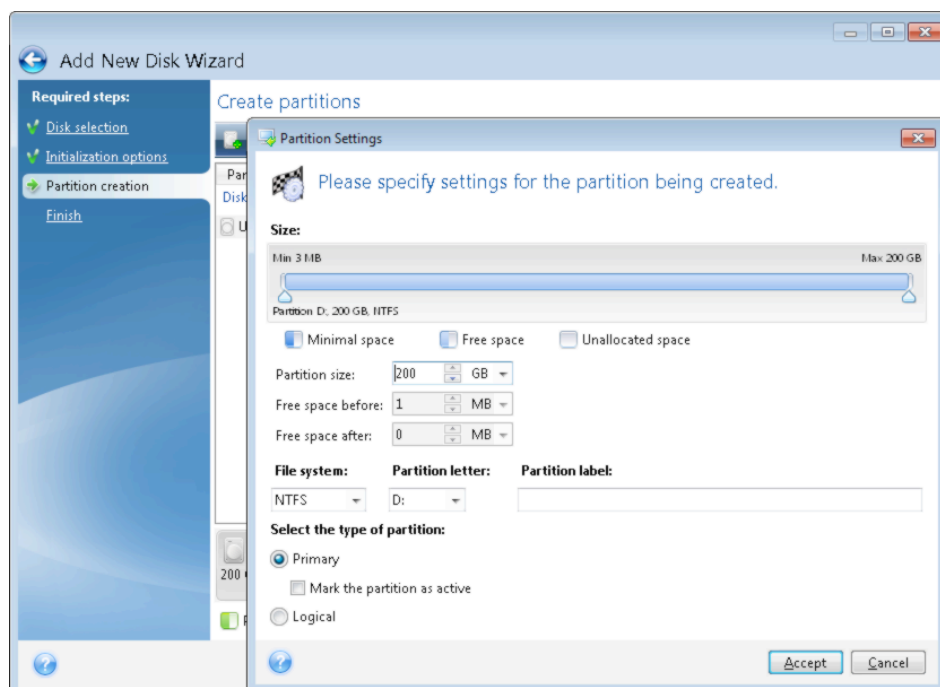 Add New Disk Wizard
Required steps:
Disk selection
Initialization options
Partition creation
Finish
Create partitions
Par
Disk
U
200
Partition Settings
Please specify settings for the partition being created.
Size:
Min 3 MB Max 200 GB
Partition D:, 200 GB, NTFS
Minimal space Free space Unallocated space
Partition size: 200 GB
Free space before: 1 MB
Free space after: 0 MB
File system: Partition letter: Partition label:
NTFS D:
Select the type of partition:
Primary
Mark the partition as active
Logical
Accept Cancel